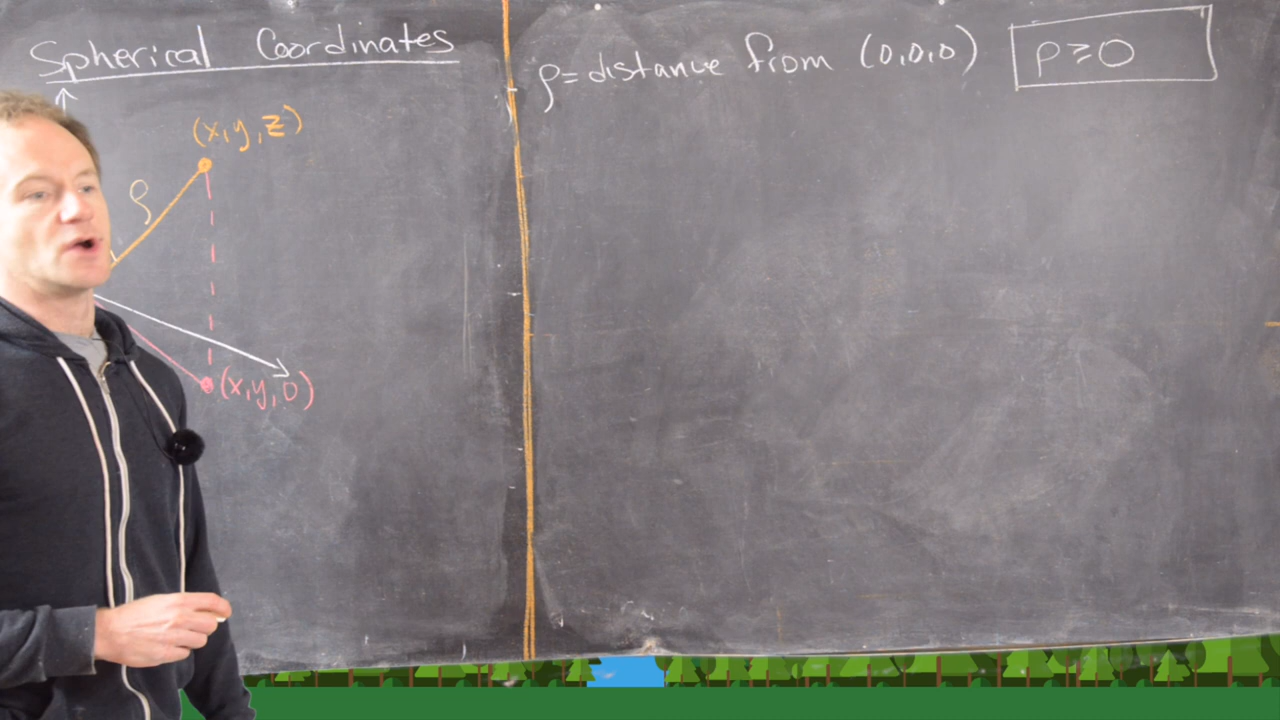 Spherical Coordinates
(x,y,z)
ρ
(x,y,0)
ρ=distance from (0,0,0)
ρ≥0